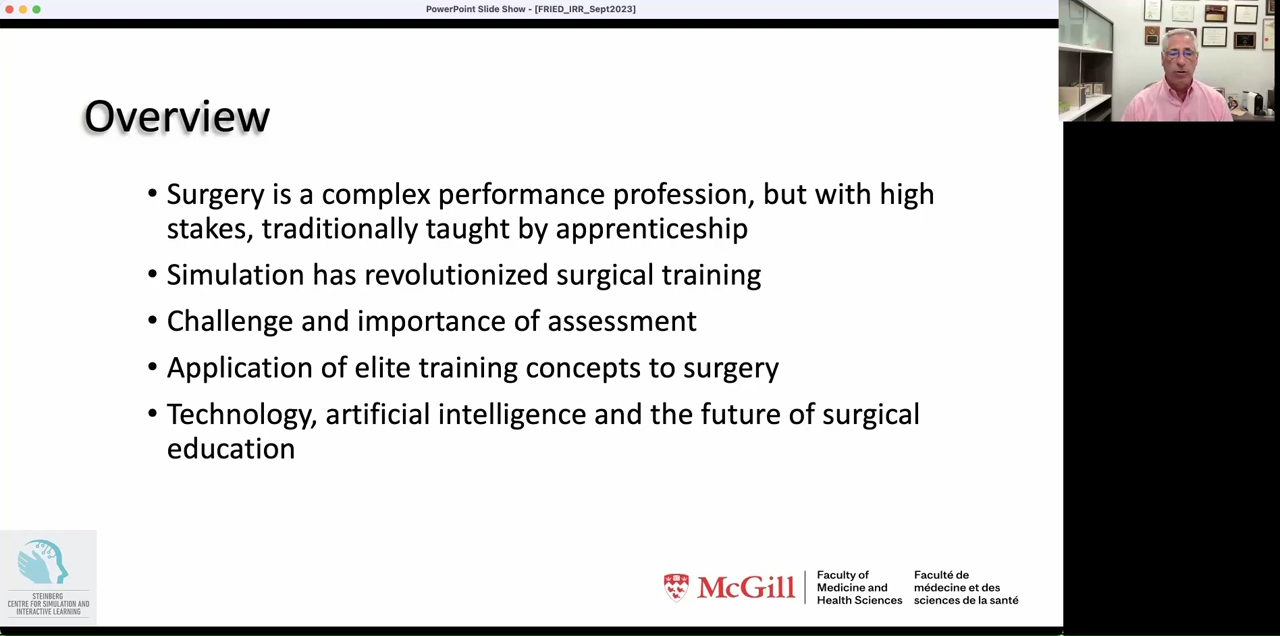 PowerPoint Slide Show - [FRIED_IRR_Sept2023]
Overview
• Surgery is a complex performance profession, but with high
stakes, traditionally taught by apprenticeship
• Simulation has revolutionized surgical training
• Challenge and importance of assessment
• Application of elite training concepts to surgery
• Technology, artificial intelligence and the future of surgical
education
STEINBERG
CENTRE FOR SIMULATION AND
INTERACTIVE LEARNING
McGill
Faculty of
Medicine and
Health Sciences
Faculté de
médecine et des
sciences de la santé